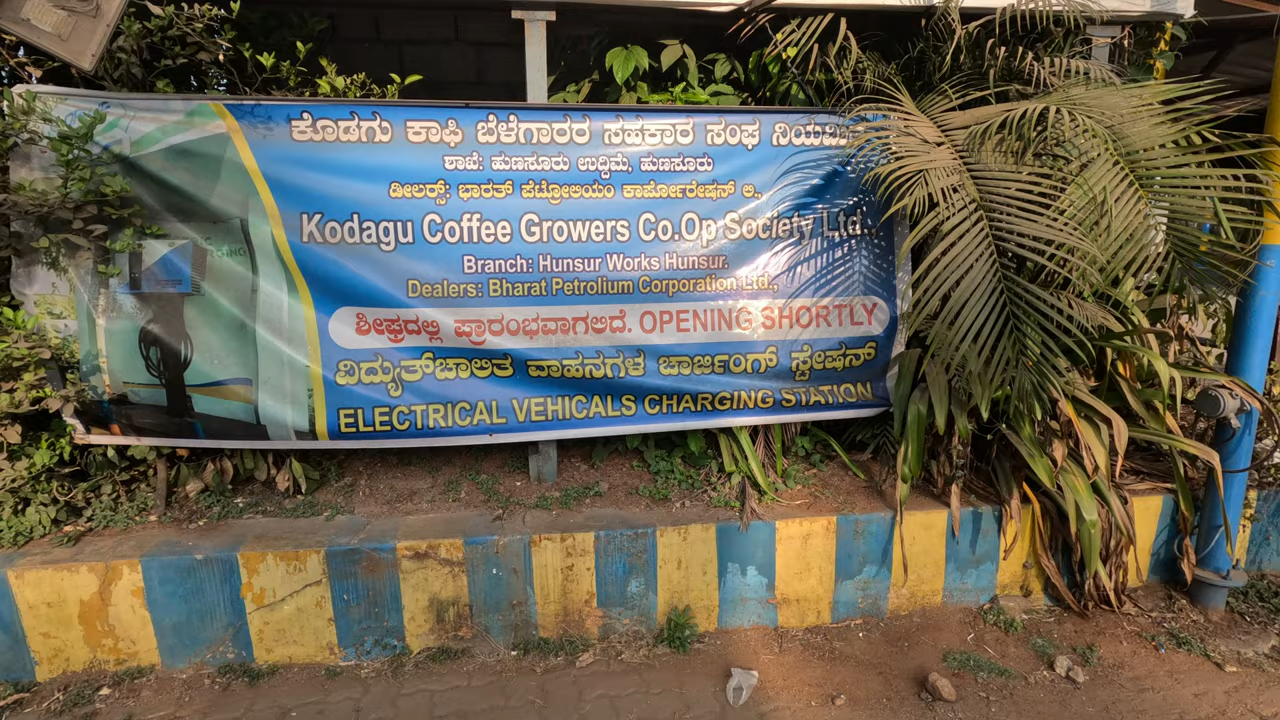 ಕೊಡಗು ಕಾಫಿ ಬೆಳೆಗಾರರ ಸಹಕಾರ ಸಂಘ ನಿಯಮಿತ
ಶಾಖೆ: ಹುಣಸೂರು ಉದ್ದಿಮೆ, ಹುಣಸೂರು
ಡೀಲರ್ಸ್: ಭಾರತ್ ಪೆಟ್ರೋಲಿಯಂ ಕಾರ್ಪೋರೇಷನ್ ಲಿ.,
Kodagu Coffee Growers Co.Op Society Ltd.,
Branch: Hunsur Works Hunsur.
Dealers: Bharat Petrolium Corporation Ltd.,
ಶೀಘ್ರದಲ್ಲಿ ಪ್ರಾರಂಭವಾಗಲಿದೆ. OPENING SHORTLY
ವಿದ್ಯುತ್‌ಚಾಲಿತ ವಾಹನಗಳ ಚಾರ್ಜಿಂಗ್ ಸ್ಟೇಷನ್
ELECTRICAL VEHICALS CHARGING STATION